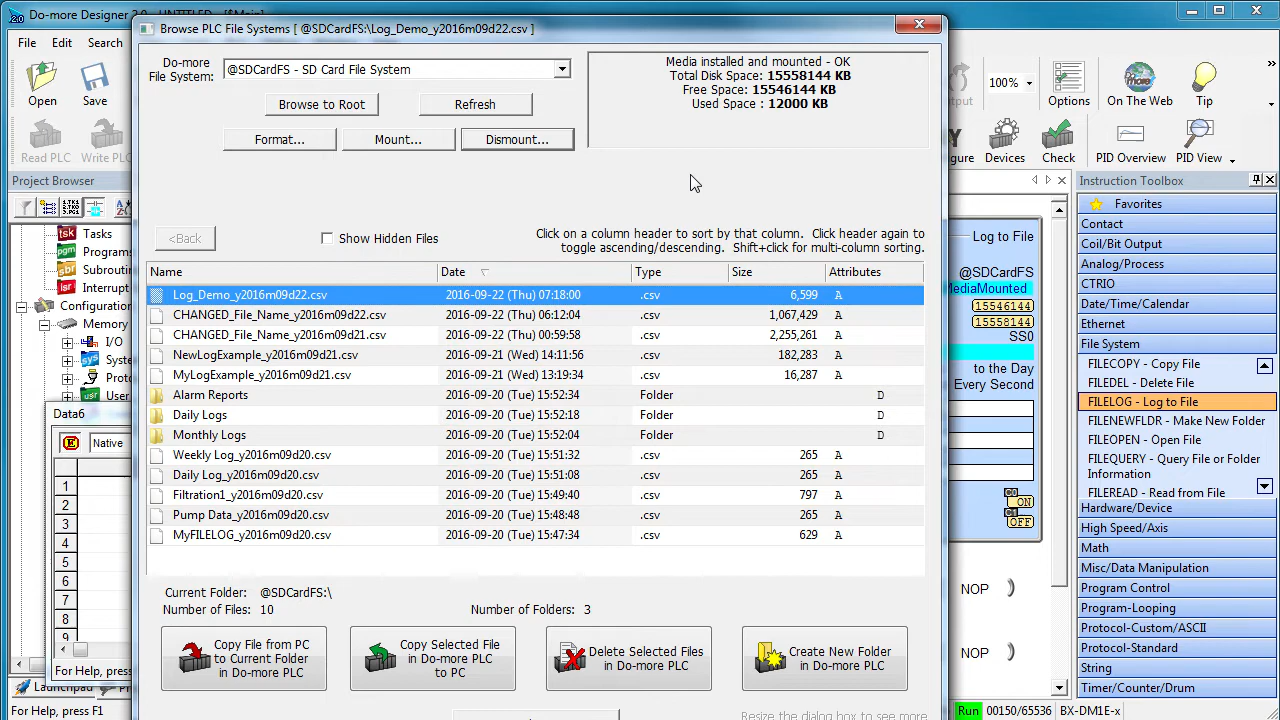 Do-more Designer 2.0 - [$Main]
Browse PLC File Systems [ @SDCardFS:\Log_Demo_y2016m09d22.csv ]
File Edit Search
Do-more File System:
@SDCardFS - SD Card File System
Browse to Root
Refresh
Format...
Mount...
Dismount...
Media installed and mounted - OK
Total Disk Space: 15558144 KB
Free Space: 15546144 KB
Used Space : 12000 KB
100%
Open
Save
Options
On The Web
Tip
Read PLC
Write PLC
Devices
Check
PID Overview
PID View
Project Browser
Instruction Toolbox
<Back
Show Hidden Files
Click on a column header to sort by that column. Click header again to
toggle ascending/descending. Shift-click for multi-column sorting.
Name Date Type Size Attributes
Log_Demo_y2016m09d22.csv 2016-09-22 (Thu) 07:18:00 .csv 6,599 A
CHANGED_File_Name_y2016m09d22.csv 2016-09-22 (Thu) 06:12:04 .csv 1,067,429 A
CHANGED_File_Name_y2016m09d21.csv 2016-09-22 (Thu) 00:59:58 .csv 2,255,261 A
NewLogExample_y2016m09d21.csv 2016-09-21 (Wed) 14:11:56 .csv 182,283 A
MyLogExample_y2016m09d21.csv 2016-09-21 (Wed) 13:19:34 .csv 16,287 A
Alarm Reports 2016-09-20 (Tue) 15:52:34 Folder D
Daily Logs 2016-09-20 (Tue) 15:52:18 Folder D
Monthly Logs 2016-09-20 (Tue) 15:52:04 Folder D
Weekly Log_y2016m09d20.csv 2016-09-20 (Tue) 15:51:32 .csv 265 A
Daily Log_y2016m09d20.csv 2016-09-20 (Tue) 15:51:08 .csv 265 A
Filtration1_y2016m09d20.csv 2016-09-20 (Tue) 15:49:40 .csv 797 A
Pump Data_y2016m09d20.csv 2016-09-20 (Tue) 15:48:48 .csv 265 A
MyFILELOG_y2016m09d20.csv 2016-09-20 (Tue) 15:47:34 .csv 629 A
Current Folder: @SDCardFS:\
Number of Files: 10
Number of Folders: 3
Copy File from PC
to Current Folder
in Do-more PLC
Copy Selected File
in Do-more PLC
to PC
Delete Selected Files
in Do-more PLC
Create New Folder
in Do-more PLC
Resize the dialog box to see more
Tasks
Programs
Subroutin
Interrupt
Configuration
Memory
I/O
Syste
Proto
User
Data6
Native
1
2
3
4
5
6
7
8
9
For Help, press
Launchpad
For Help, press F1
Log to File
@SDCardFS
MediaMounted
15546144
15558144
SS0
to the Day
Every Second
C0
ON
C1
OFF
NOP
NOP
Favorites
Contact
Coil/Bit Output
Analog/Process
CTRIO
Date/Time/Calendar
Ethernet
File System
FILECOPY - Copy File
FILEDEL - Delete File
FILELOG - Log to File
FILENEWFLDR - Make New Folder
FILEOPEN - Open File
FILEQUERY - Query File or Folder
Information
FILEREAD - Read from File
Hardware/Device
High Speed/Axis
Math
Misc/Data Manipulation
Program Control
Program-Looping
Protocol-Custom/ASCII
Protocol-Standard
String
Timer/Counter/Drum
Run 00150/65536 BX-DM1E-x